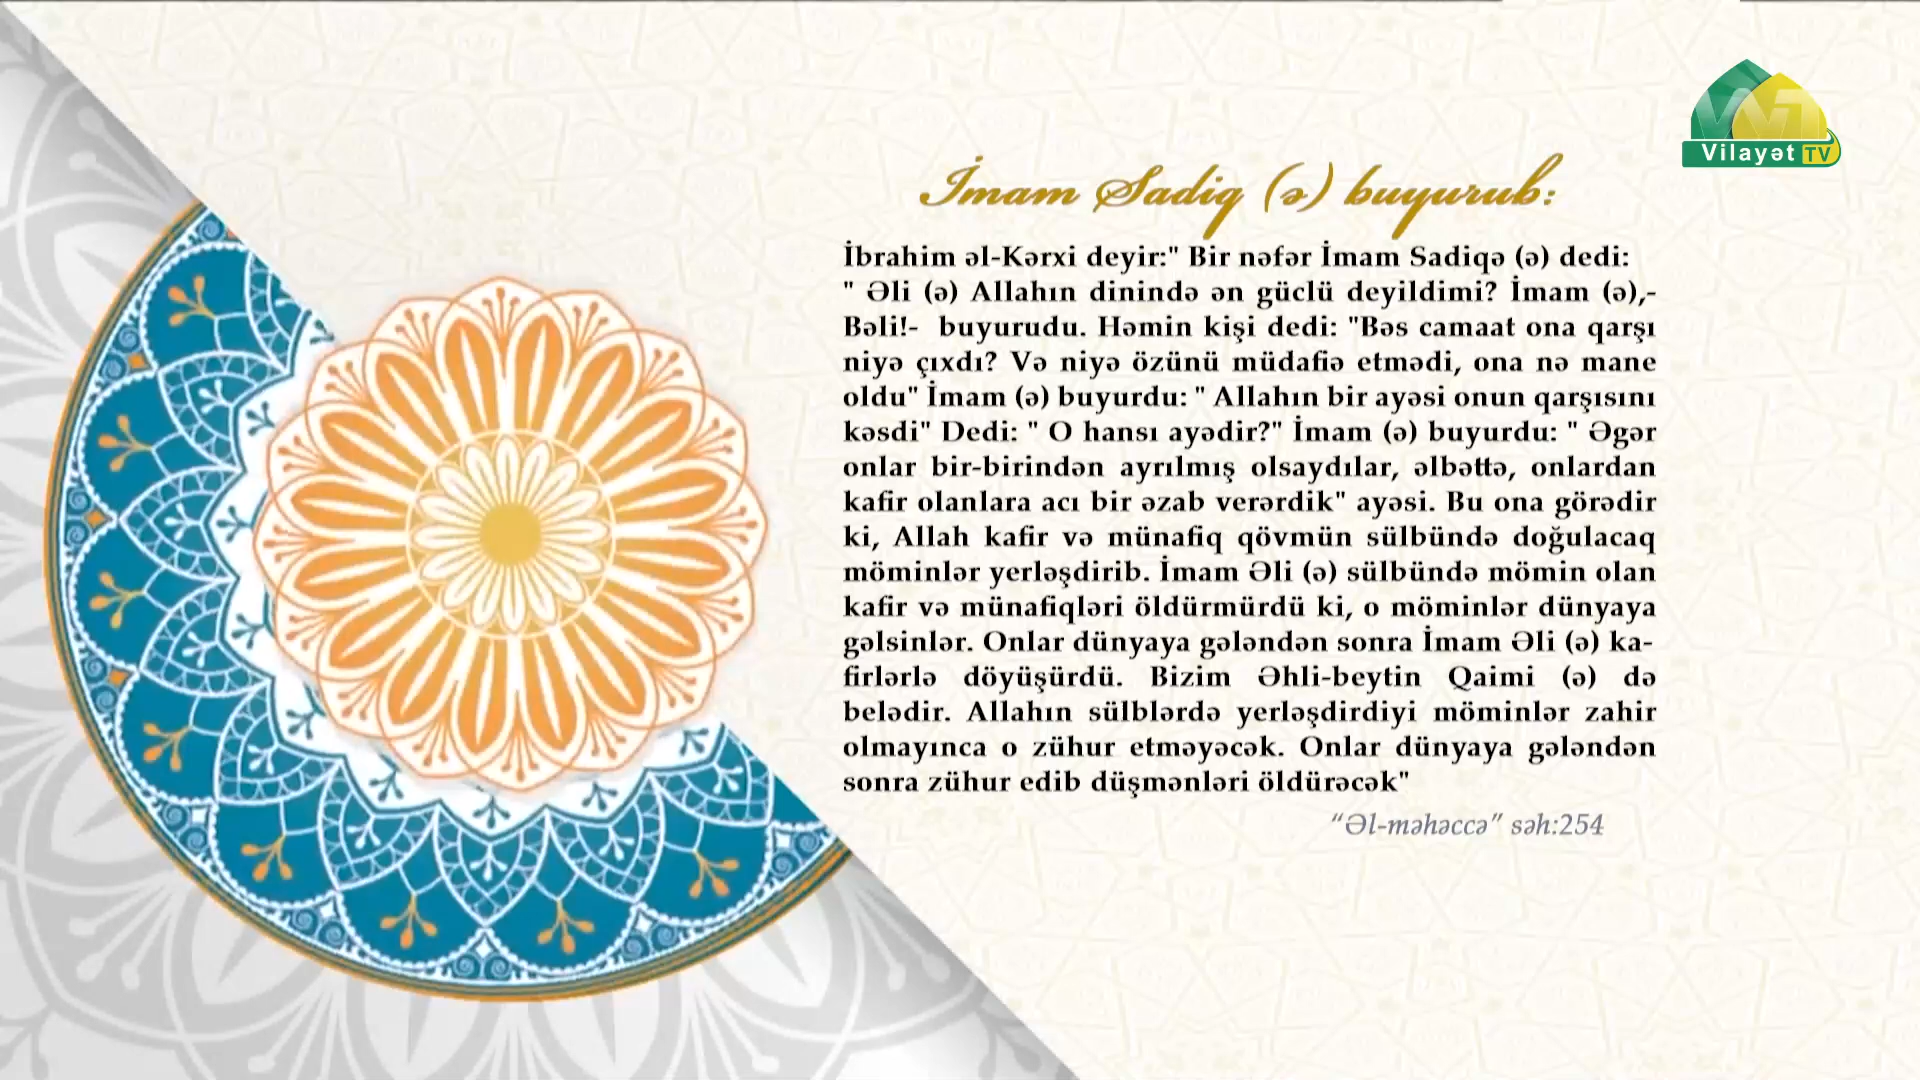 Vilayət TV
İmam Sadiq (ə) buyurub:
İbrahim əl-Kərxi deyir:" Bir nəfər İmam Sadiqə (ə) dedi:
" Əli (ə) Allahın dinində ən güclü deyildimi? İmam (ə),-
Bəli!- buyurudu. Həmin kişi dedi: "Bəs camaat ona qarşı
niyə çıxdı? Və niyə özünü müdafiə etmədi, ona nə mane
oldu" İmam (ə) buyurdu: " Allahın bir ayəsi onun qarşısını
kəsdi" Dedi: " O hansı ayədir?" İmam (ə) buyurdu: " Əgər
onlar bir-birindən ayrılmış olsaydılar, əlbəttə, onlardan
kafir olanlara acı bir əzab verərdik" ayəsi. Bu ona görədir
ki, Allah kafir və münafiq qövmün sülbündə doğulacaq
möminlər yerləşdirib. İmam Əli (ə) sülbündə mömin olan
kafir və münafiqləri öldürmürdü ki, o möminlər dünyaya
gəlsinlər. Onlar dünyaya gələndən sonra İmam Əli (ə) ka-
firlərlə döyüşürdü. Bizim Əhli-beytin Qaimi (ə) də
belədir. Allahın sülblərdə yerləşdirdiyi möminlər zahir
olmayınca o zühur etməyəcək. Onlar dünyaya gələndən
sonra zühur edib düşmənləri öldürəcək"
“Əl-məhəccə” səh:254